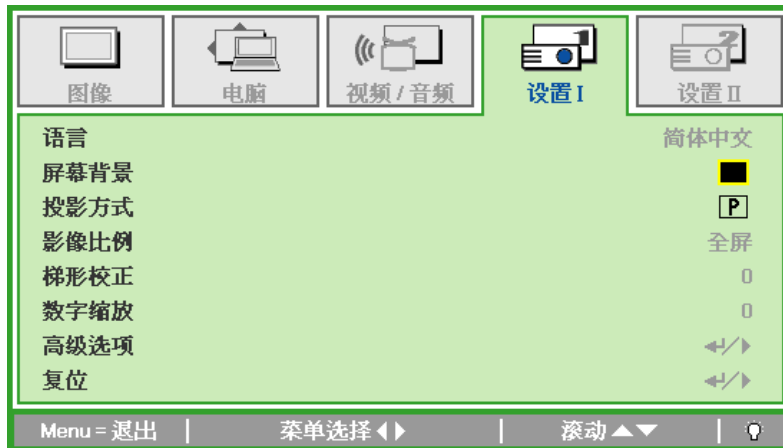 图像 电脑 视频 / 音频 设置 I 设置 II
语言 简体中文
屏幕背景
投影方式 P
影像比例 全屏
梯形校正 0
数字缩放 0
高级选项
复位
Menu = 退出 菜单选择 滚动